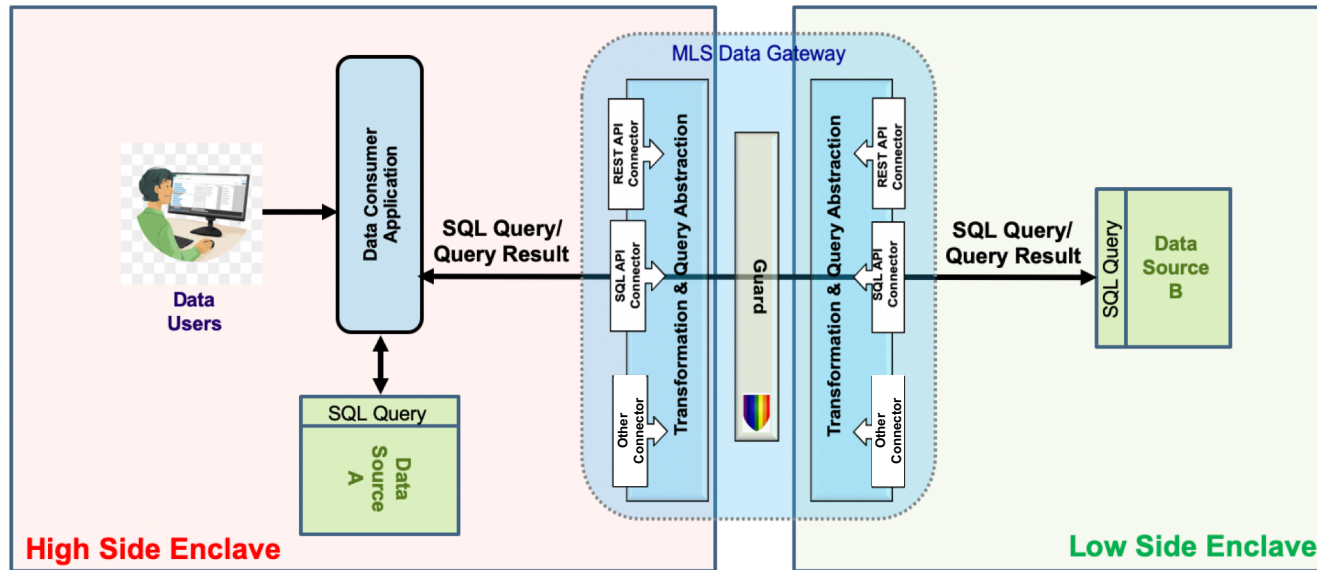 MLS Data Gateway
Data Consumer
Application
Data
Users
SQL Query/
Query Result
SQL Query
Data
Source
A
REST API
Connector
SQL API
Connector
Other
Connector
Transformation & Query Abstraction
Guard
Transformation & Query Abstraction
REST API
Connector
SQL API
Connector
Other
Connector
SQL Query/
Query Result
SQL Query
Data
Source
B
High Side Enclave
Low Side Enclave